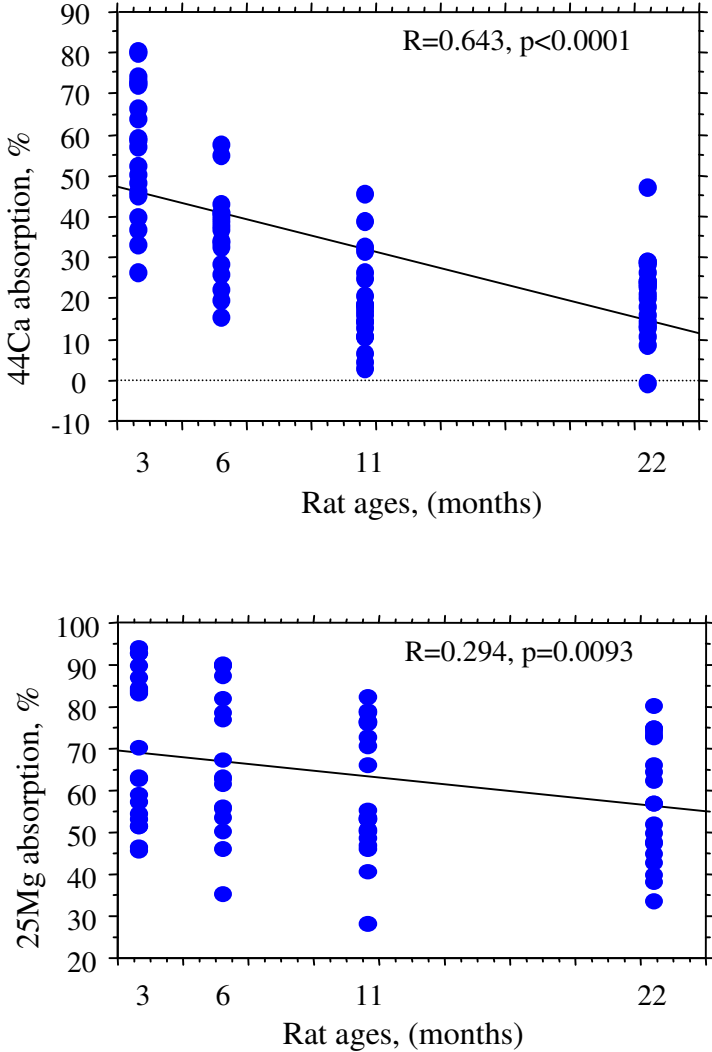 90
R=0.643, p<0.0001
80
70
60
50
40
30
20
10
0
-10
44Ca absorption, %
3 6 11 22
Rat ages, (months)
100
R=0.294, p=0.0093
90
80
70
60
50
40
30
20
25Mg absorption, %
3 6 11 22
Rat ages, (months)